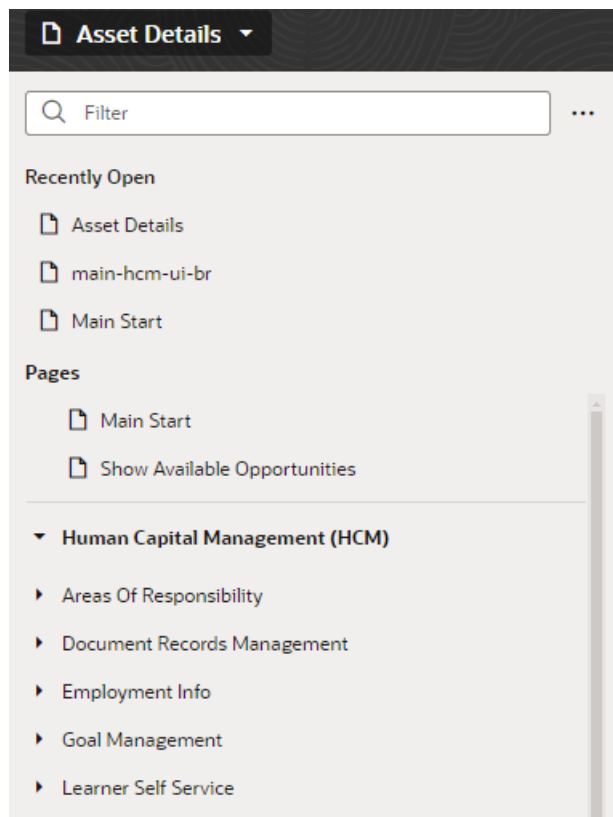 Asset Details
Filter
Recently Open
Asset Details
main-hcm-ui-br
Main Start
Pages
Main Start
Show Available Opportunities
Human Capital Management (HCM)
Areas Of Responsibility
Document Records Management
Employment Info
Goal Management
Learner Self Service